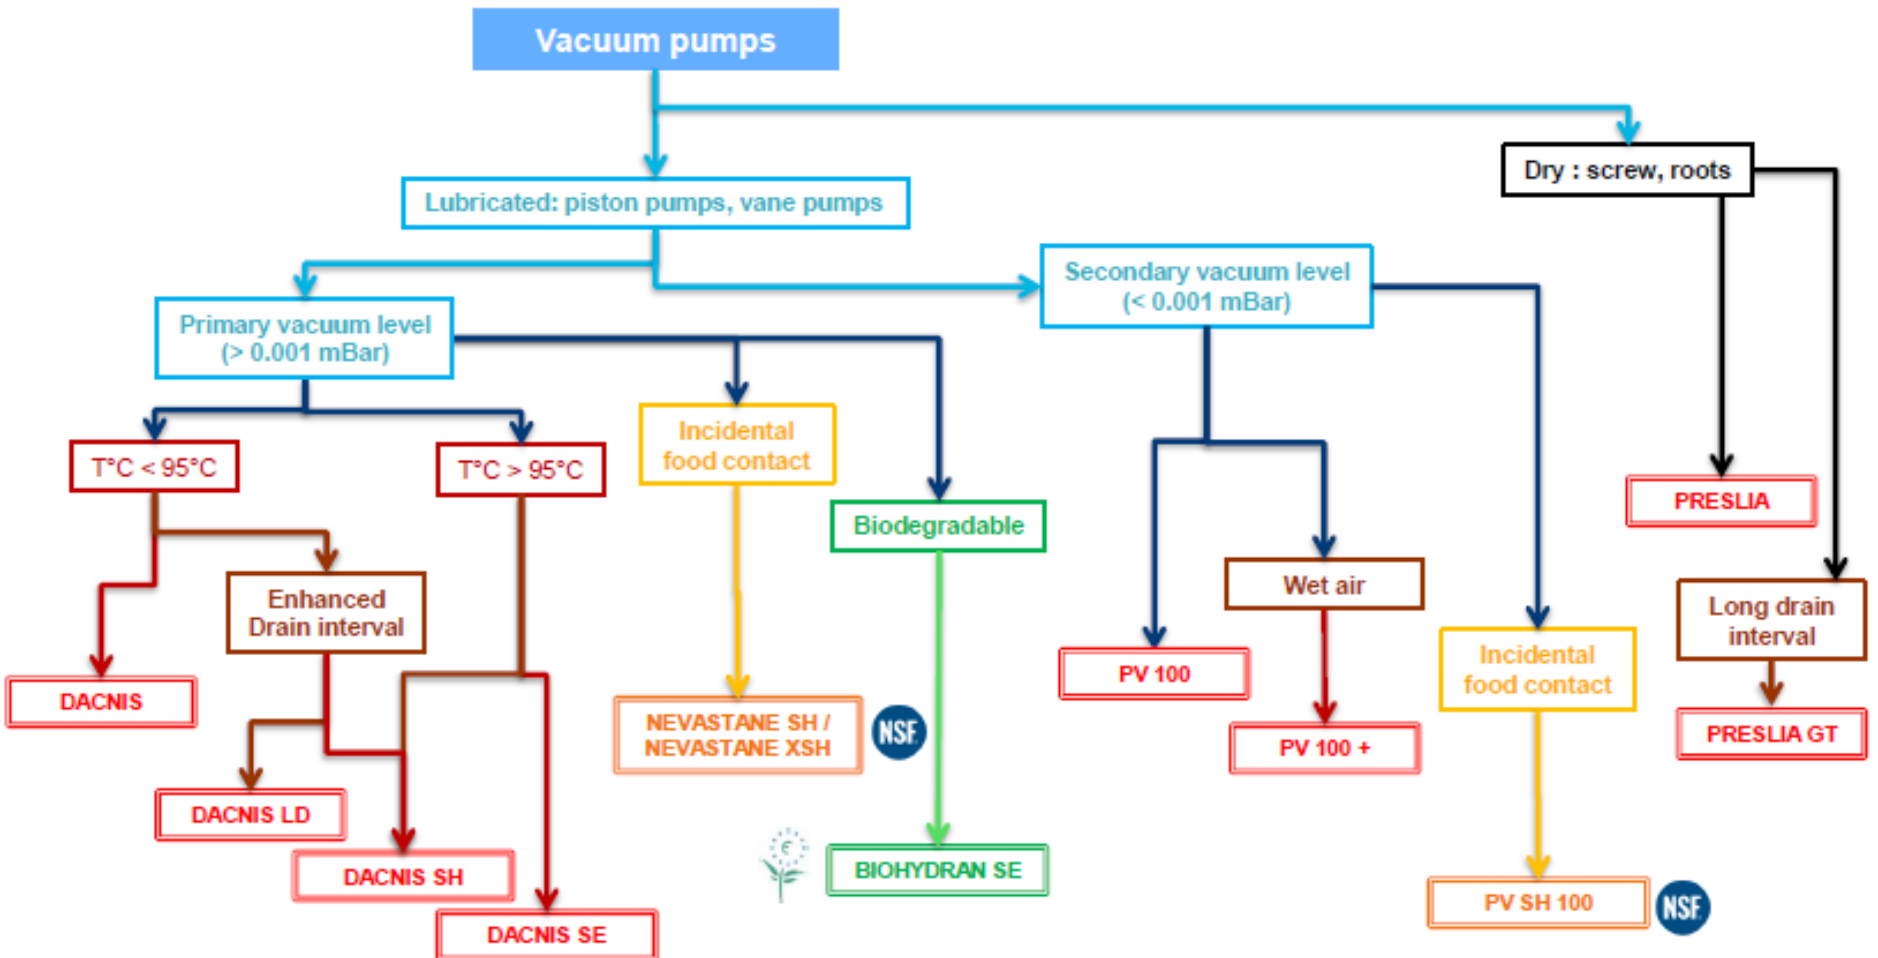 Vacuum pumps
Dry : screw, roots
Lubricated: piston pumps, vane pumps
Secondary vacuum level
(< 0.001 mBar)
Primary vacuum level
(> 0.001 mBar)
Incidental
food contact
T°C < 95°C
T°C > 95°C
PRESLIA
Biodegradable
Enhanced
Drain interval
Wet air
Long drain
interval
Incidental
food contact
PV 100
DACNIS
NEVASTANE SH /
NEVASTANE XSH
NSF
PV 100 +
PRESLIA GT
DACNIS LD
DACNIS SH
BIOHYDRAN SE
PV SH 100
NSF
DACNIS SE